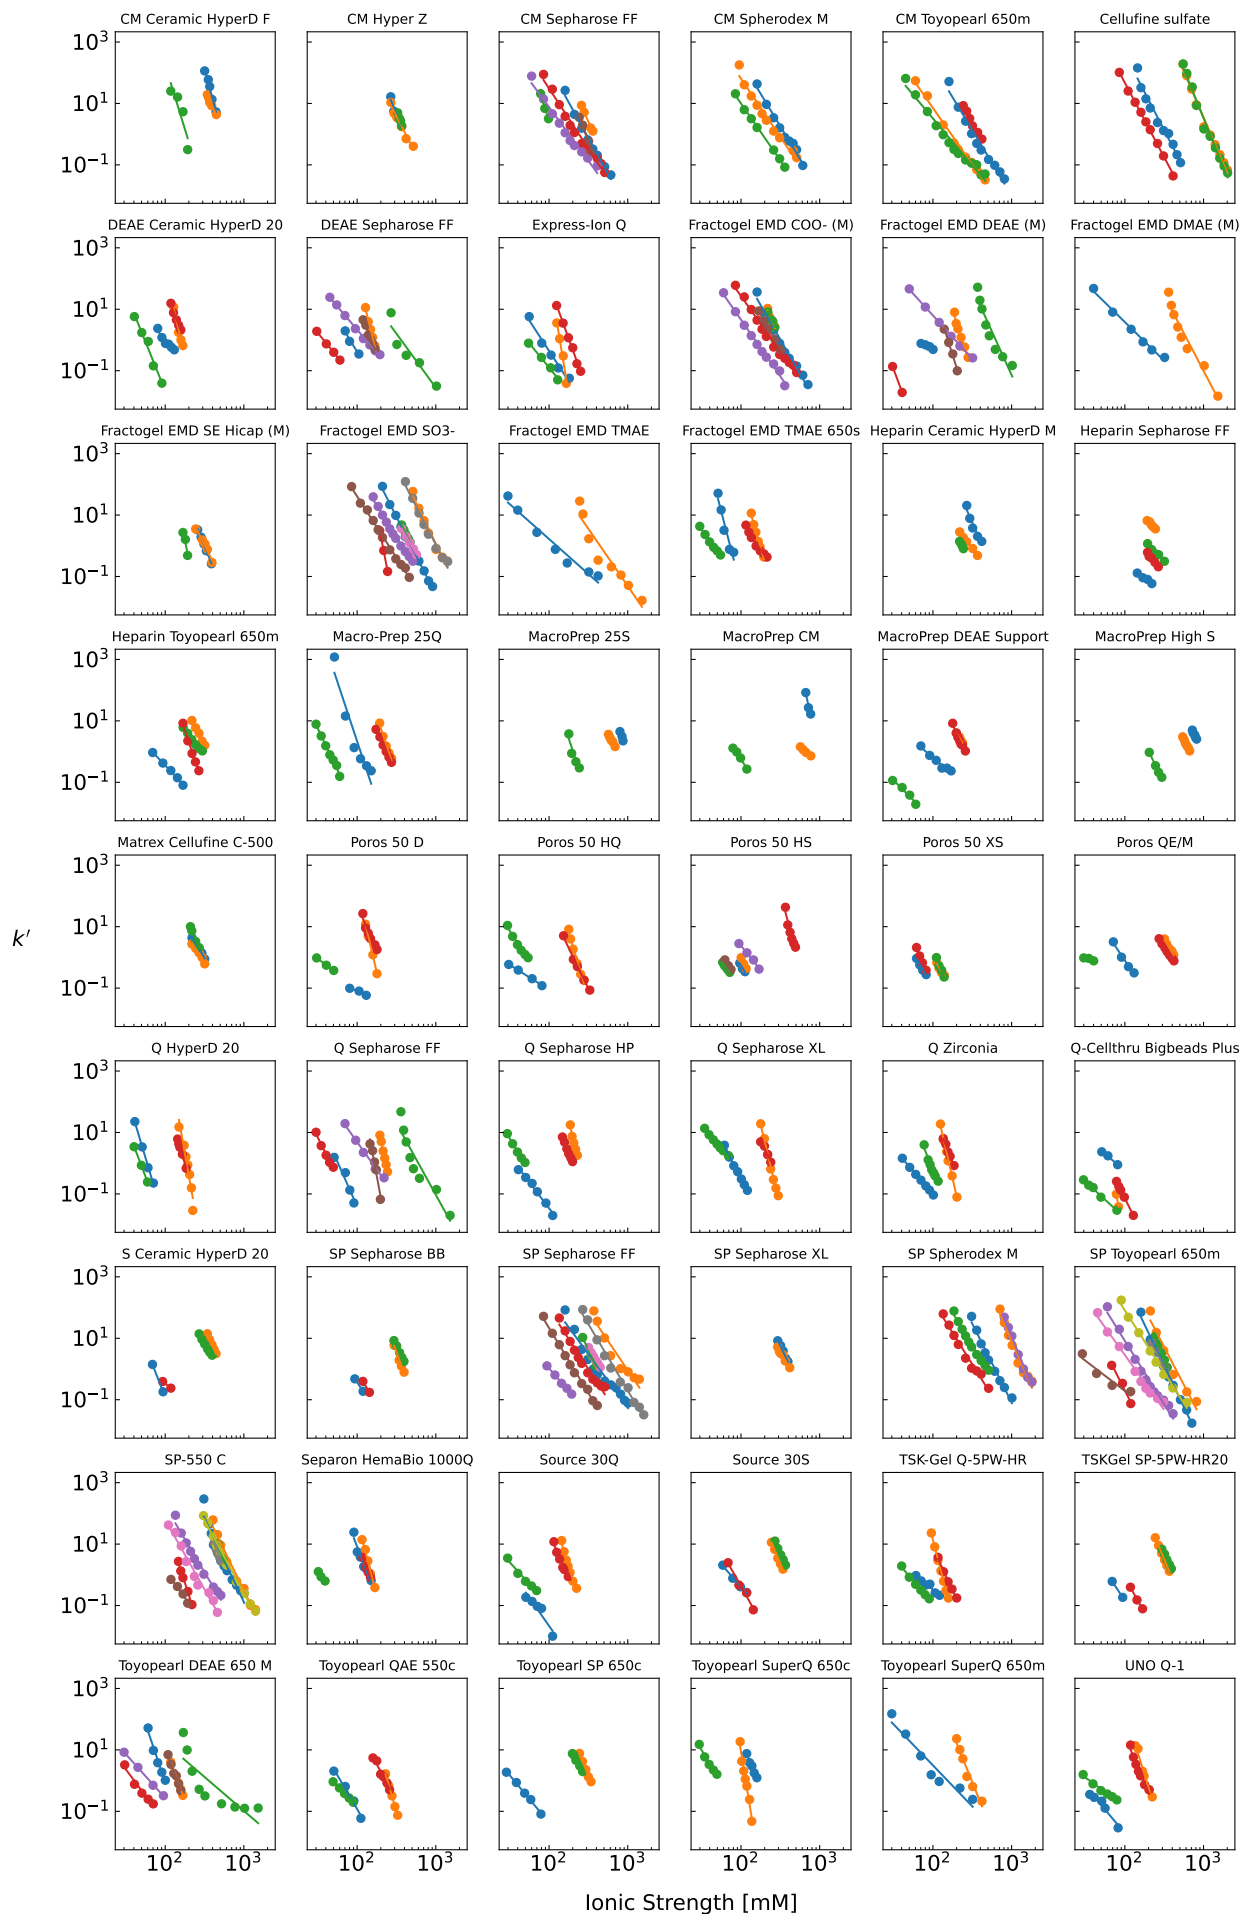 CM Ceramic HyperD F CM Hyper Z CM Sepharose FF CM Spherodex M CM Toyopearl 650m Cellufine sulfate
10³
10¹
10⁻¹
DEAE Ceramic HyperD 20 DEAE Sepharose FF Express-Ion Q Fractogel EMD COO- (M) Fractogel EMD DEAE (M) Fractogel EMD DMAE (M)
10³
10¹
10⁻¹
Fractogel EMD SE Hicap (M) Fractogel EMD SO3- Fractogel EMD TMAE Fractogel EMD TMAE 650s Heparin Ceramic HyperD M Heparin Sepharose FF
10³
10¹
10⁻¹
Heparin Toyopearl 650m Macro-Prep 25Q MacroPrep 25S MacroPrep CM MacroPrep DEAE Support MacroPrep High S
10³
10¹
10⁻¹
Matrex Cellufine C-500 Poros 50 D Poros 50 HQ Poros 50 HS Poros 50 XS Poros QE/M
10³
10¹
k′
10⁻¹
Q HyperD 20 Q Sepharose FF Q Sepharose HP Q Sepharose XL Q Zirconia Q-Cellthru Bigbeads Plus
10³
10¹
10⁻¹
S Ceramic HyperD 20 SP Sepharose BB SP Sepharose FF SP Sepharose XL SP Spherodex M SP Toyopearl 650m
10³
10¹
10⁻¹
SP-550 C Separon HemaBio 1000Q Source 30Q Source 30S TSK-Gel Q-5PW-HR TSKGel SP-5PW-HR20
10³
10¹
10⁻¹
Toyopearl DEAE 650 M Toyopearl QAE 550c Toyopearl SP 650c Toyopearl SuperQ 650c Toyopearl SuperQ 650m UNO Q-1
10³
10¹
10⁻¹
10² 10³ 10² 10³ 10² 10³ 10² 10³ 10² 10³ 10² 10³
Ionic Strength [mM]